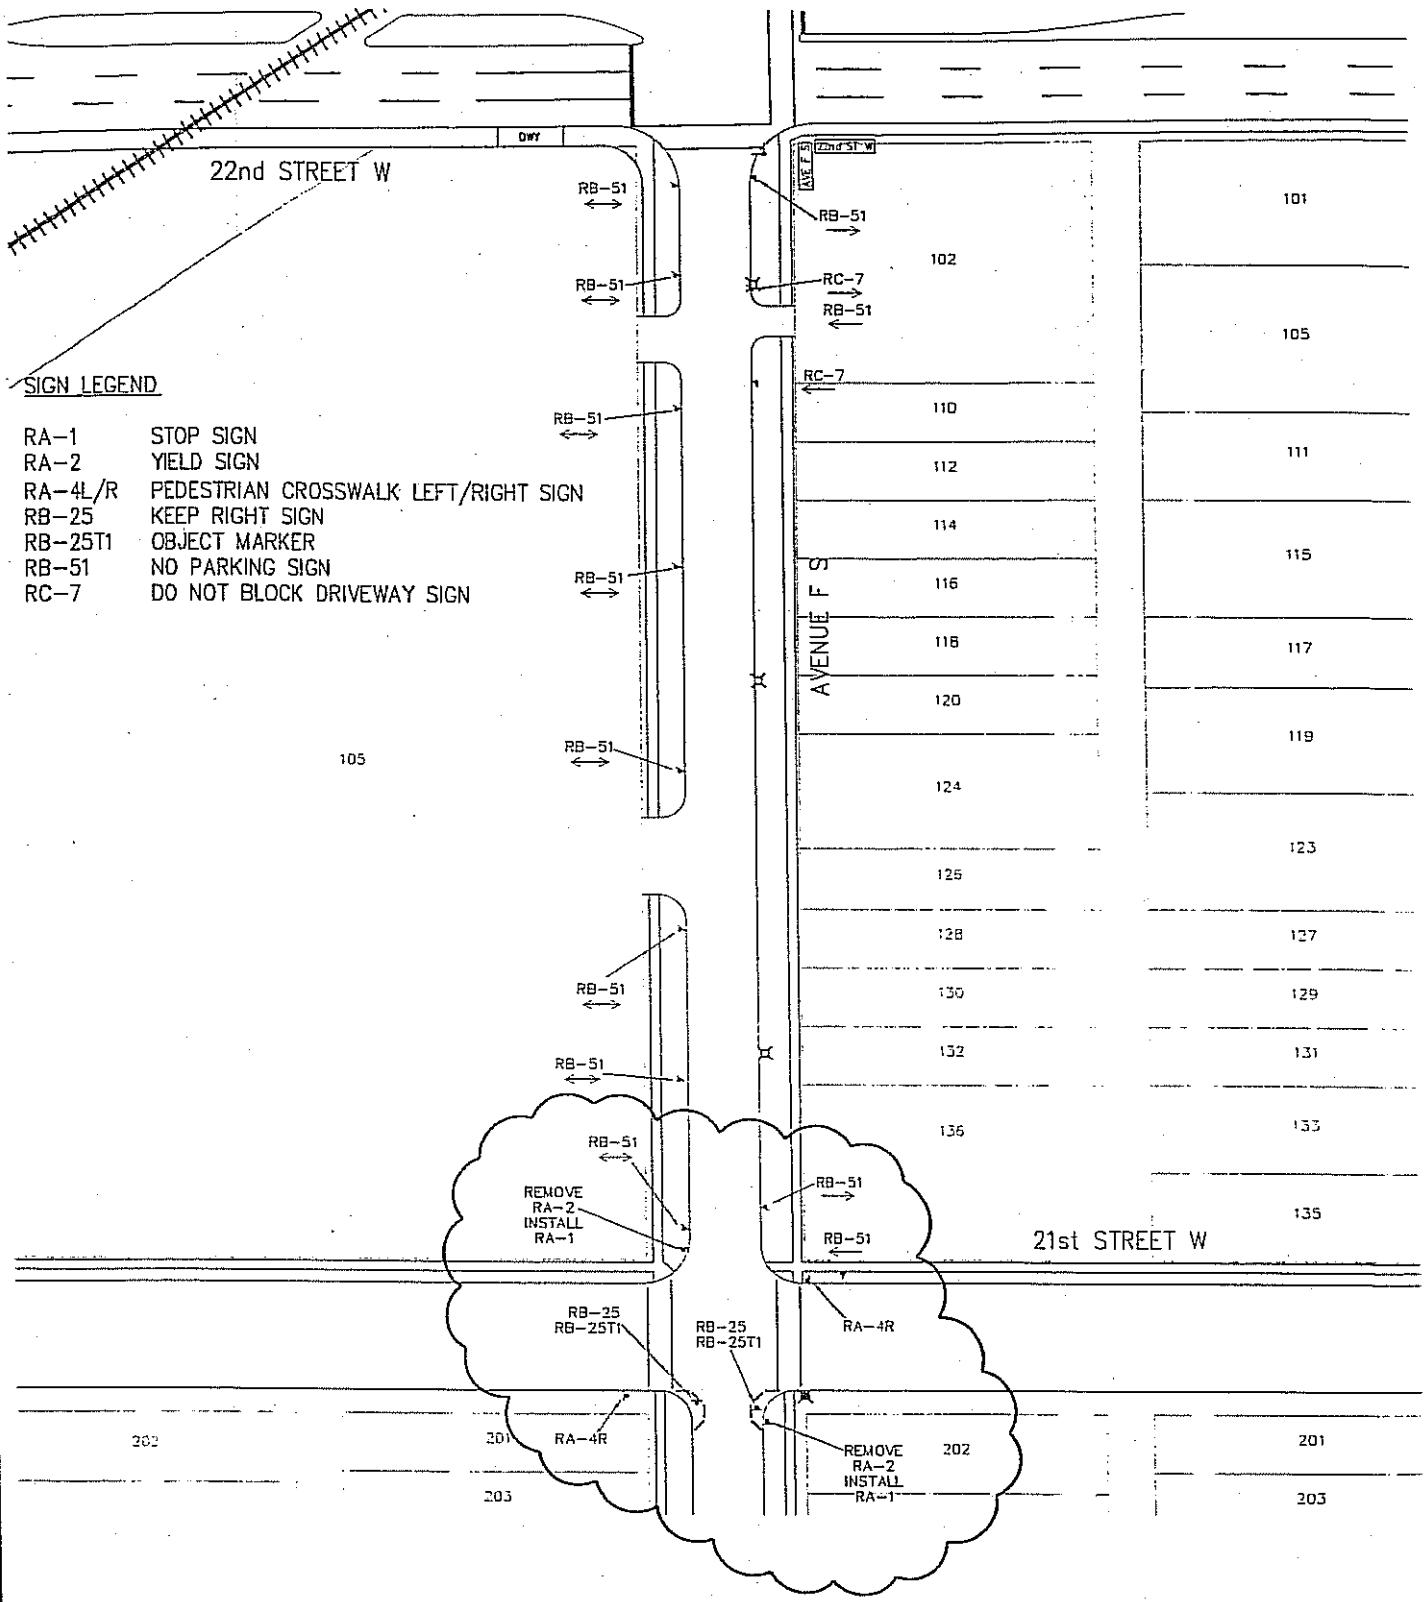 DWY
22nd STREET W
AVE F S
22nd ST W
RB-51
RB-51
101
102
RB-51
RC-7
RB-51
105
SIGN LEGEND
RA-1 STOP SIGN
RA-2 YIELD SIGN
RA-4L/R PEDESTRIAN CROSSWALK LEFT/RIGHT SIGN
RB-25 KEEP RIGHT SIGN
RB-25T1 OBJECT MARKER
RB-51 NO PARKING SIGN
RC-7 DO NOT BLOCK DRIVEWAY SIGN
RC-7
RB-51
110
111
112
114
115
RB-51
116
AVENUE F S
118
117
120
119
RB-51
105
124
123
126
RB-51
128
127
130
129
132
131
RB-51
136
133
RB-51
RB-51
REMOVE
RA-2
INSTALL
RA-1
135
RB-51
21st STREET W
RB-25
RB-25T1
RB-25
RB-25T1
RA-4R
202
201
RA-4R
REMOVE
RA-2
INSTALL
RA-1
202
201
203
203